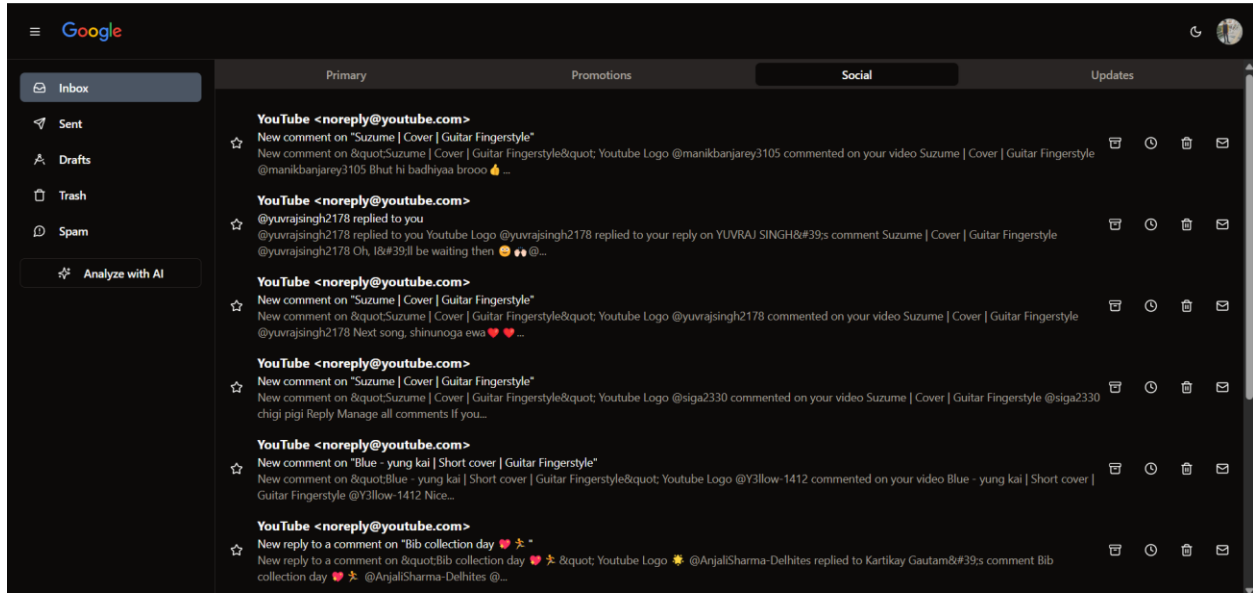 Google
Primary
Promotions
Social
Updates
Inbox
Sent
Drafts
Trash
Spam
Analyze with AI
YouTube <noreply@youtube.com>
New comment on "Suzume | Cover | Guitar Fingerstyle"
New comment on &quot;Suzume | Cover | Guitar Fingerstyle&quot; Youtube Logo @manikbanjarey3105 commented on your video Suzume | Cover | Guitar Fingerstyle
@manikbanjarey3105 Bhut hi badhiyaa brooo 👍 ...
YouTube <noreply@youtube.com>
@yuvrajsingh2178 replied to you
@yuvrajsingh2178 replied to you Youtube Logo @yuvrajsingh2178 replied to your reply on YUVRAJ SINGH&#39;s comment Suzume | Cover | Guitar Fingerstyle
@yuvrajsingh2178 Oh, I&#39;ll be waiting then 😊 🙌 @...
YouTube <noreply@youtube.com>
New comment on "Suzume | Cover | Guitar Fingerstyle"
New comment on &quot;Suzume | Cover | Guitar Fingerstyle&quot; Youtube Logo @yuvrajsingh2178 commented on your video Suzume | Cover | Guitar Fingerstyle
@yuvrajsingh2178 Next song, shinunoga ewa❤️ ❤️ ...
YouTube <noreply@youtube.com>
New comment on "Suzume | Cover | Guitar Fingerstyle"
New comment on &quot;Suzume | Cover | Guitar Fingerstyle&quot; Youtube Logo @siga2330 commented on your video Suzume | Cover | Guitar Fingerstyle @siga2330
chigi pigi Reply Manage all comments If you...
YouTube <noreply@youtube.com>
New comment on "Blue - yung kai | Short cover | Guitar Fingerstyle"
New comment on &quot;Blue - yung kai | Short cover | Guitar Fingerstyle&quot; Youtube Logo @Y3llow-1412 commented on your video Blue - yung kai | Short cover |
Guitar Fingerstyle @Y3llow-1412 Nice...
YouTube <noreply@youtube.com>
New reply to a comment on "Bib collection day 💖 🏃 "
New reply to a comment on &quot;Bib collection day 💖 🏃 &quot; Youtube Logo 🌟 @AnjaliSharma-Delhites replied to Kartikay Gautam&#39;s comment Bib
collection day 💖 🏃 @AnjaliSharma-Delhites @...